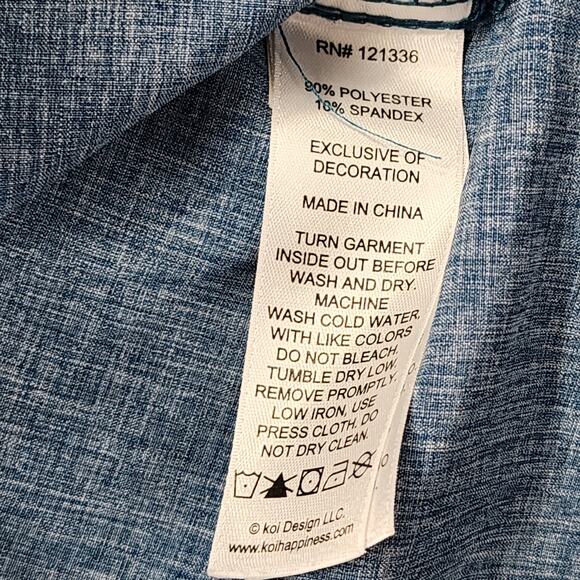 RN# 121336
90% POLYESTER
10% SPANDEX
EXCLUSIVE OF
DECORATION
MADE IN CHINA
TURN GARMENT
INSIDE OUT BEFORE
WASH AND DRY.
MACHINE
WASH COLD WATER,
WITH LIKE COLORS
DO NOT BLEACH,
TUMBLE DRY LOW,
REMOVE PROMPTLY,
LOW IRON, USE
PRESS CLOTH, DO
NOT DRY CLEAN.
© koi Design LLC.
www.koihappiness.com